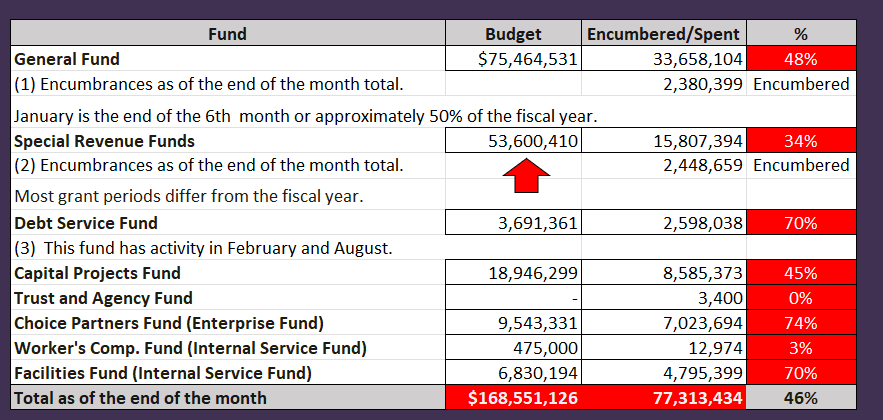 Fund Budget Encumbered/Spent %
General Fund $75,464,531 33,658,104 48%
(1) Encumbrances as of the end of the month total. 2,380,399 Encumbered
January is the end of the 6th month or approximately 50% of the fiscal year.
Special Revenue Funds 53,600,410 15,807,394 34%
(2) Encumbrances as of the end of the month total. 2,448,659 Encumbered
Most grant periods differ from the fiscal year.
Debt Service Fund 3,691,361 2,598,038 70%
(3) This fund has activity in February and August.
Capital Projects Fund 18,946,299 8,585,373 45%
Trust and Agency Fund - 3,400 0%
Choice Partners Fund (Enterprise Fund) 9,543,331 7,023,694 74%
Worker's Comp. Fund (Internal Service Fund) 475,000 12,974 3%
Facilities Fund (Internal Service Fund) 6,830,194 4,795,399 70%
Total as of the end of the month $168,551,126 77,313,434 46%